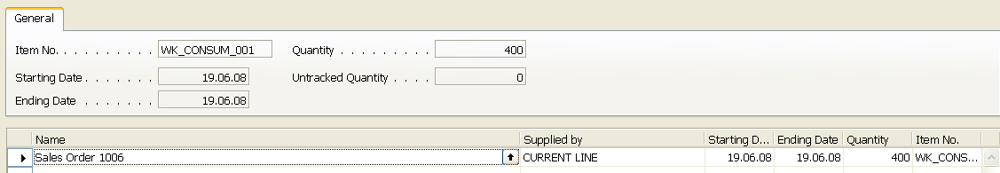 General
Item No. . . . . . . . . . . WK_CONSUM_001 Quantity . . . . . . . . . 400
Starting Date . . . . . . . 19.06.08 Untracked Quantity . . . . 0
Ending Date . . . . . . . 19.06.08
Name Supplied by Starting D... Ending Date Quantity Item No.
Sales Order 1006 CURRENT LINE 19.06.08 19.06.08 400 WK_CONS...